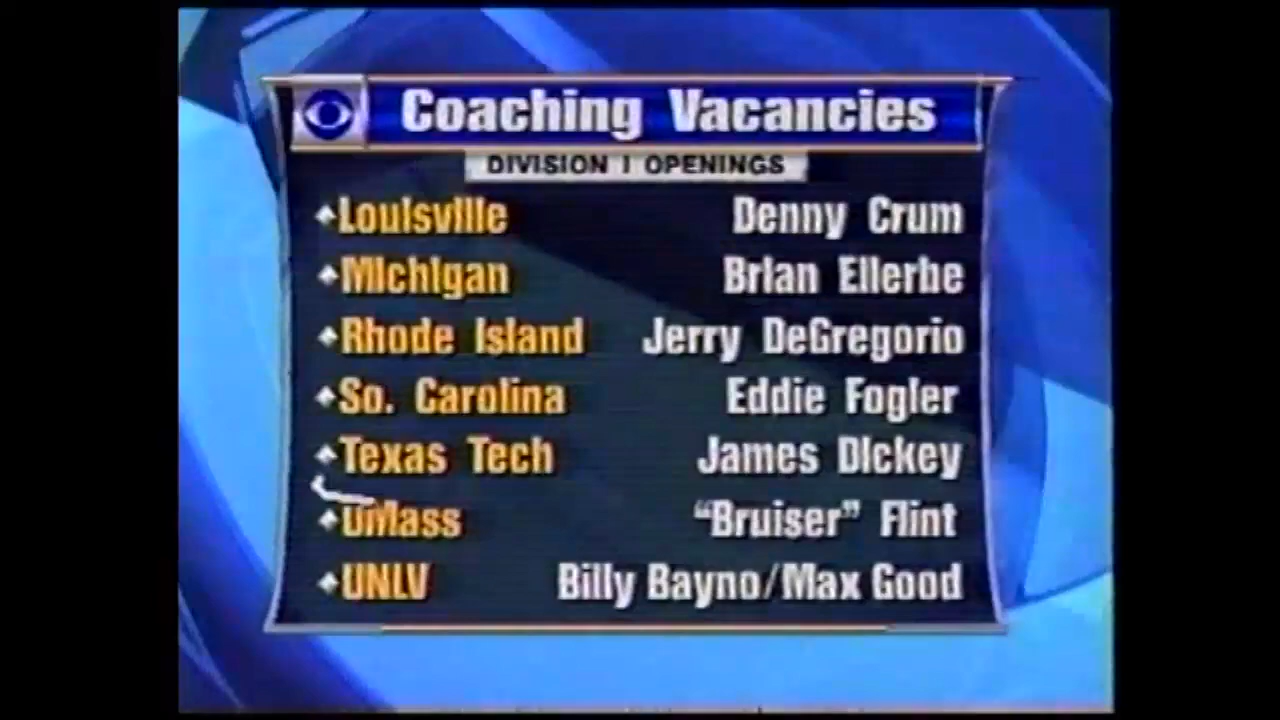 Coaching Vacancies
DIVISION I OPENINGS
Louisville Denny Crum
Michigan Brian Ellerbe
Rhode Island Jerry DeGregorio
So. Carolina Eddie Fogler
Texas Tech James Dickey
UMass “Bruiser” Flint
UNLV Billy Bayno/Max Good